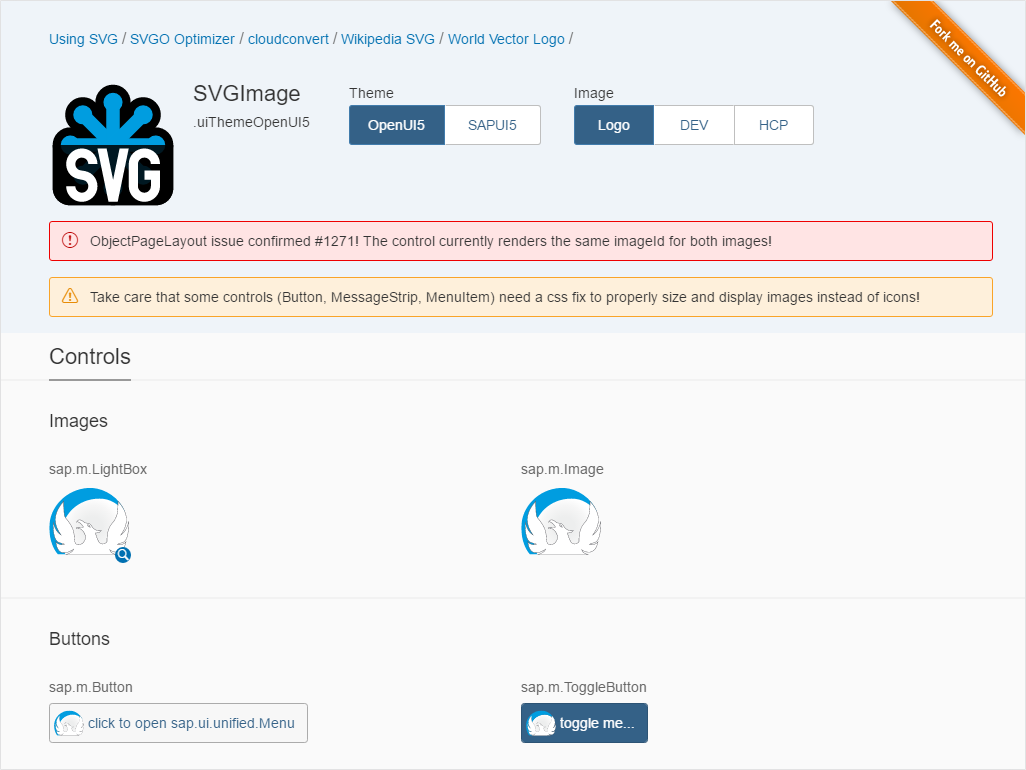 Using SVG / SVGO Optimizer / cloudconvert / Wikipedia SVG / World Vector Logo /
Fork me on GitHub
SVG
SVGImage
.uiThemeOpenUI5
Theme
OpenUI5 SAPUI5
Image
Logo DEV HCP
ObjectPageLayout issue confirmed #1271! The control currently renders the same imageId for both images!
Take care that some controls (Button, MessageStrip, MenuItem) need a css fix to properly size and display images instead of icons!
Controls
Images
sap.m.LightBox
sap.m.Image
Buttons
sap.m.Button
click to open sap.ui.unified.Menu
sap.m.ToggleButton
toggle me...